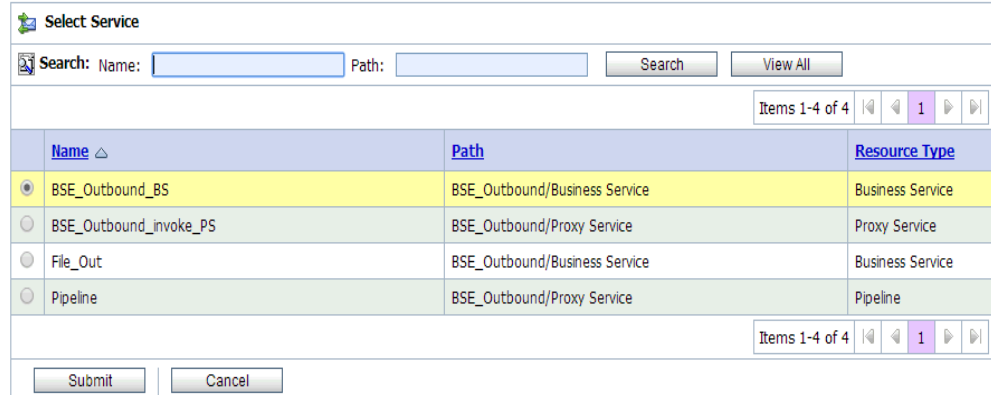 Select Service
Search: Name: Path: Search View All
Items 1-4 of 4 1
Name Path Resource Type
BSE_Outbound_BS BSE_Outbound/Business Service Business Service
BSE_Outbound_invoke_PS BSE_Outbound/Proxy Service Proxy Service
File_Out BSE_Outbound/Business Service Business Service
Pipeline BSE_Outbound/Proxy Service Pipeline
Items 1-4 of 4 1
Submit Cancel